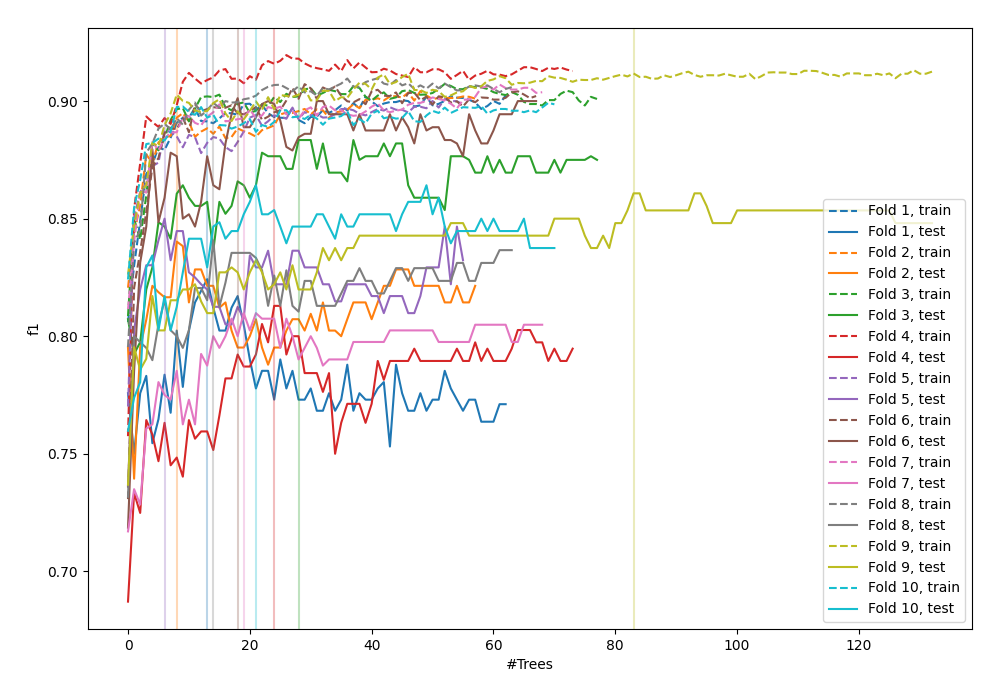 0.90
0.85
0.80
0.75
0.70
f1
0
20
40
60
80
100
120
#Trees
Fold 1, train
Fold 1, test
Fold 2, train
Fold 2, test
Fold 3, train
Fold 3, test
Fold 4, train
Fold 4, test
Fold 5, train
Fold 5, test
Fold 6, train
Fold 6, test
Fold 7, train
Fold 7, test
Fold 8, train
Fold 8, test
Fold 9, train
Fold 9, test
Fold 10, train
Fold 10, test